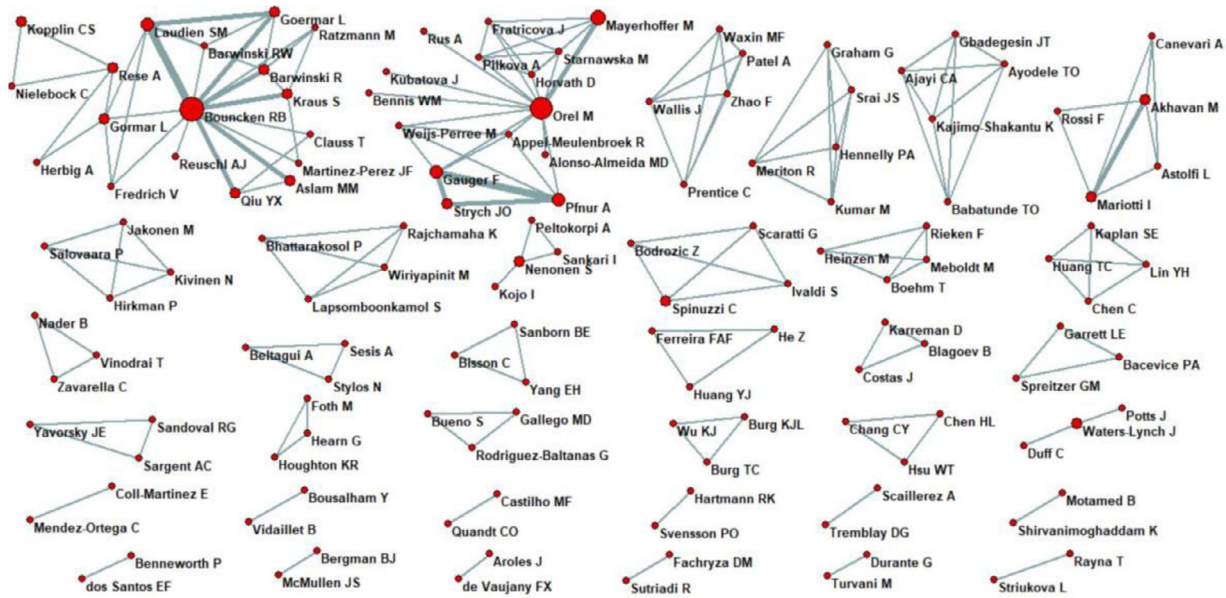 Kopplin CS
Nielebock C
Rese A
Gormar L
Herbig A
Fredrich V
Laudien SM
Goermar L
Ratzmann M
Barwinski RW
Barwinski R
Kraus S
Bouncken RB
Clauss T
Reuschl AJ
Martinez-Perez JF
Aslam MM
Qiu YX
Rus A
Fratricova J
Mayerhoffer M
Pilkova A
Starnawska M
Horvath D
Kubatova J
Bennis WM
Orel M
Weijs-Perree M
Appel-Meulenbroek R
Alonso-Almeida MD
Gauger F
Strych JO
Pfnur A
Waxin MF
Patel A
Wallis J
Zhao F
Prentice C
Graham G
Srai JS
Hennelly PA
Meriton R
Kumar M
Gbadegesin JT
Ajayi CA
Ayodele TO
Kajimo-Shakantu K
Babatunde TO
Canevari A
Rossi F
Akhavan M
Astolfi L
Mariotti I
Jakonen M
Salovaara P
Kivinen N
Hirkman P
Bhattarakosol P
Rajchamaha K
Wiriyapinit M
Lapsomboonkamol S
Peltokorpi A
Sankari I
Nenonen S
Kojo I
Bodrozic Z
Scaratti G
Ivaldi S
Spinuzzi C
Rieken F
Heinzen M
Meboldt M
Boehm T
Kaplan SE
Huang TC
Lin YH
Chen C
Nader B
Vinodrai T
Zavarella C
Beltagui A
Sesis A
Stylos N
Sanborn BE
Bisson C
Yang EH
Ferreira FAF
He Z
Huang YJ
Karreman D
Blagoev B
Costas J
Garrett LE
Bacevice PA
Spreitzer GM
Yavorsky JE
Sandoval RG
Sargent AC
Foth M
Hearn G
Houghton KR
Bueno S
Gallego MD
Rodriguez-Baltanas G
Wu KJ
Burg KJL
Burg TC
Chang CY
Chen HL
Hsu WT
Potts J
Waters-Lynch J
Duff C
Coll-Martinez E
Mendez-Ortega C
Bousalham Y
Vidaillet B
Castilho MF
Quandt CO
Hartmann RK
Svensson PO
Scaillerez A
Tremblay DG
Motamed B
Shirvanimoghaddam K
Benneworth P
dos Santos EF
Bergman BJ
McMullen JS
Aroles J
de Vaujany FX
Fachryza DM
Sutriadi R
Durante G
Turvani M
Rayna T
Striukova L